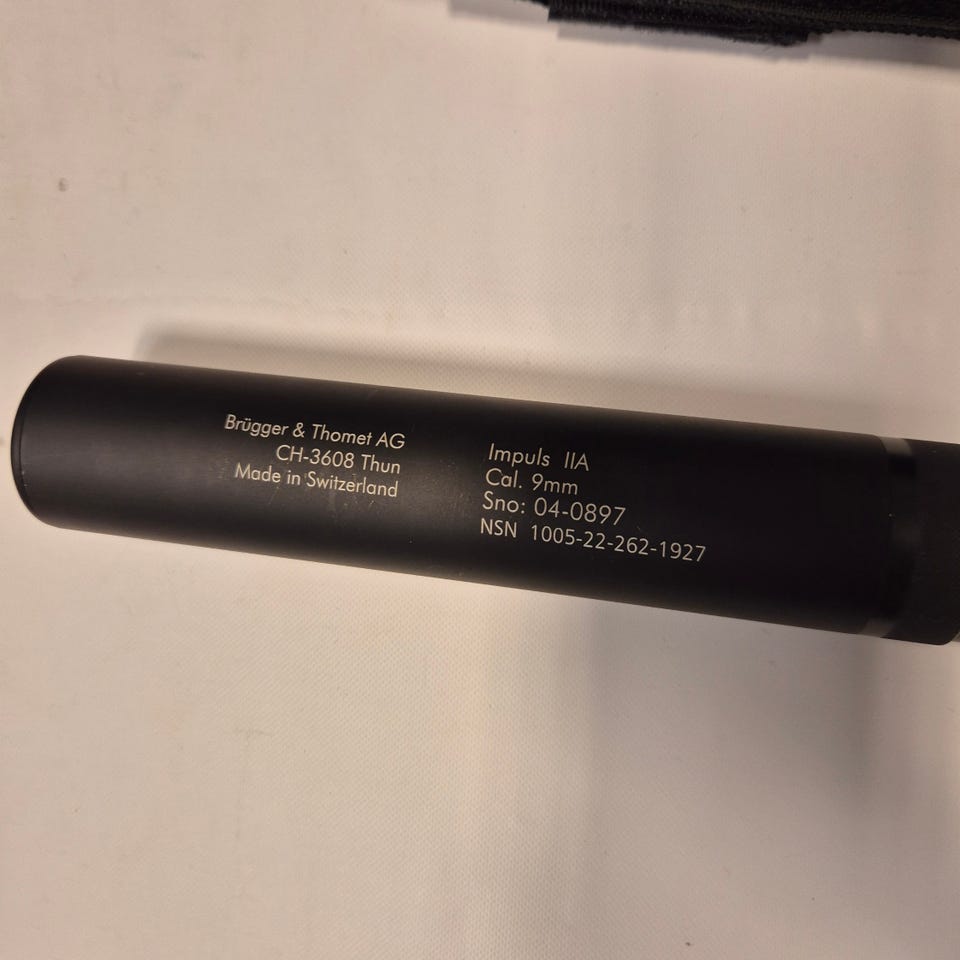 Brügger & Thomet AG
CH-3608 Thun
Made in Switzerland
Impuls IIA
Cal. 9mm
Sno: 04-0897
NSN 1005-22-262-1927